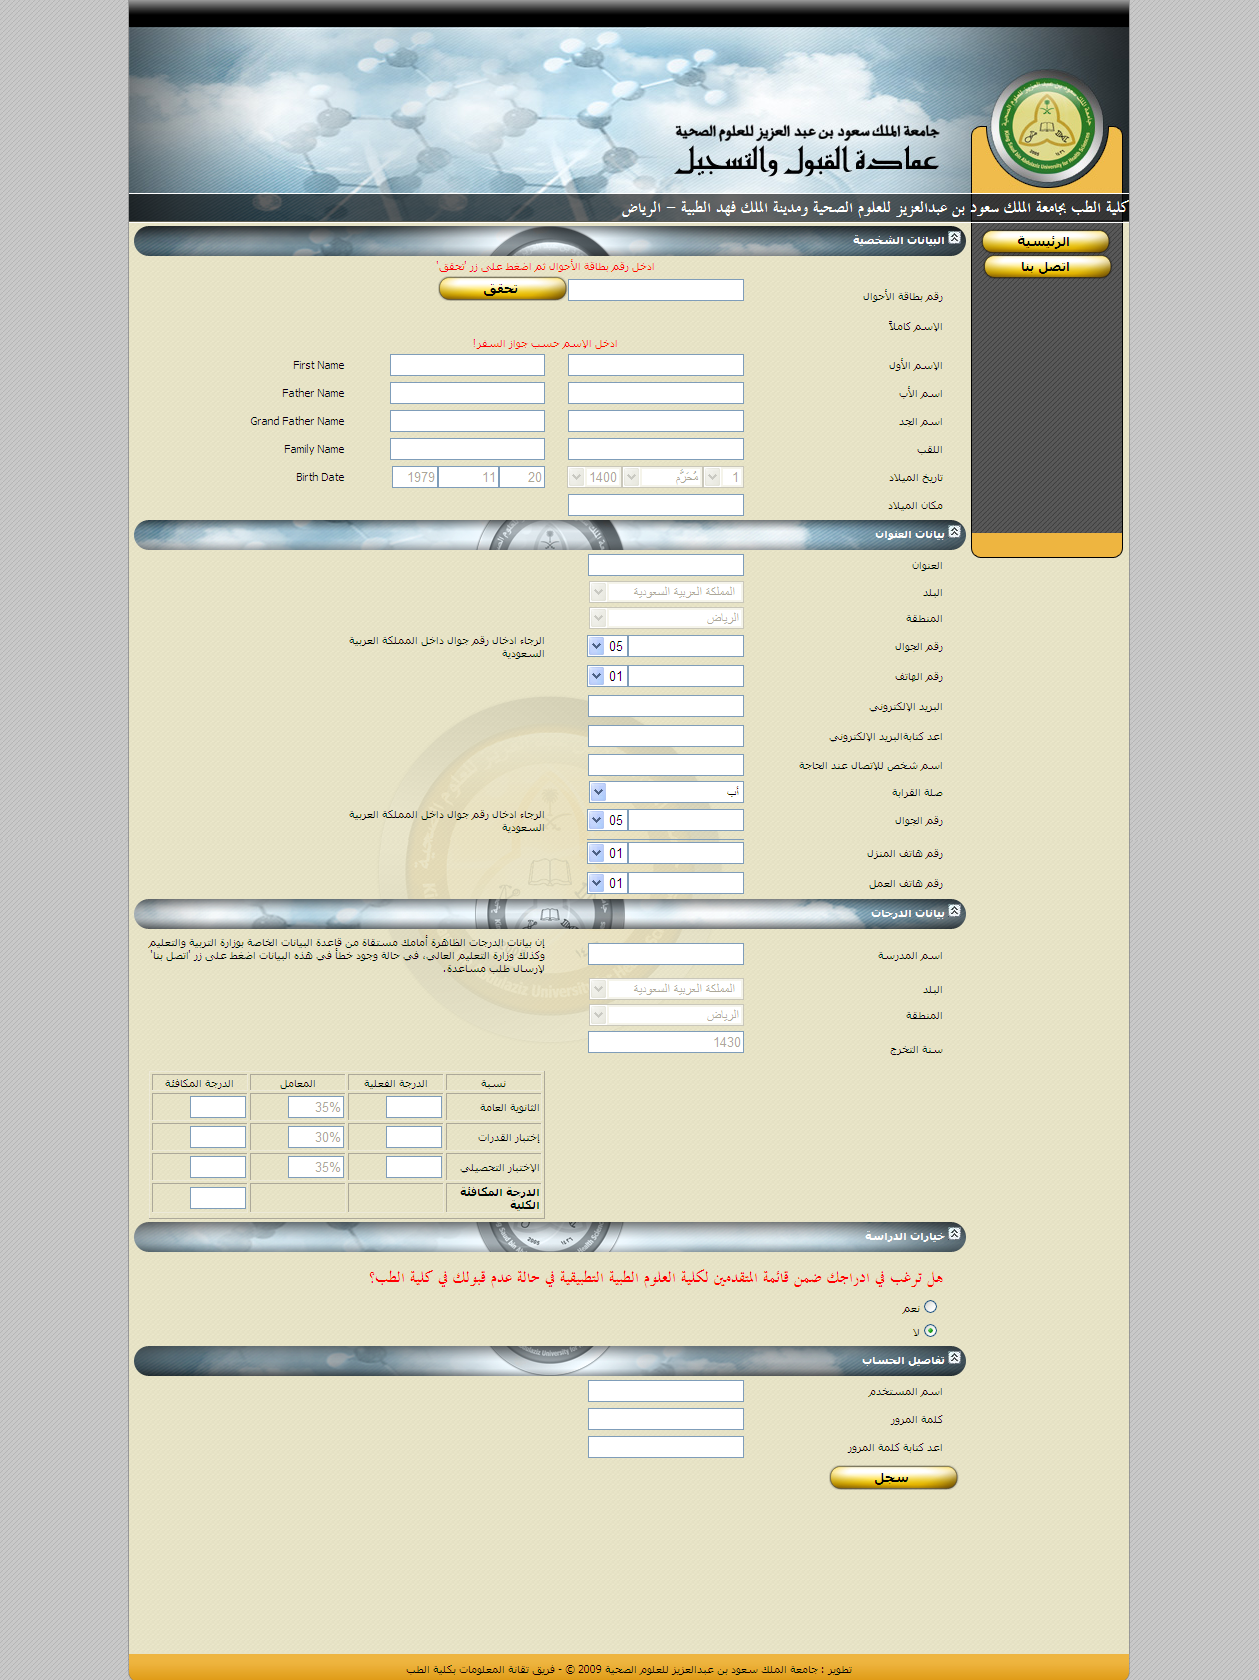 جامعة الملك سعود بن عبد العزيز للعلوم الصحية
عمادة القبول والتسجيل
كلية الطب بجامعة الملك سعود بن عبدالعزيز للعلوم الصحية ومدينة الملك فهد الطبية – الرياض
الرئيسية
اتصل بنا
البيانات الشخصية
ادخل رقم بطاقة الأحوال ثم اضغط على زر 'تحقق'
رقم بطاقة الأحوال تحقق
الإسم كاملاً
ادخل الإسم حسب جواز السفر!
الإسم الأول First Name
اسم الأب Father Name
اسم الجد Grand Father Name
اللقب Family Name
تاريخ الميلاد 1 مُحَرَّم 1400 20 11 1979 Birth Date
مكان الميلاد
بيانات العنوان
العنوان
البلد المملكة العربية السعودية
المنطقة الرياض
رقم الجوال 05 الرجاء ادخال رقم جوال داخل المملكة العربية
السعودية
رقم الهاتف 01
البريد الإلكتروني
اعد كتابةالبريد الإلكتروني
اسم شخص للإتصال عند الحاجة
صلة القرابة أب
رقم الجوال 05 الرجاء ادخال رقم جوال داخل المملكة العربية
السعودية
رقم هاتف المنزل 01
رقم هاتف العمل 01
بيانات الدرجات
اسم المدرسة
إن بيانات الدرجات الظاهرة أمامك مستقاة من قاعدة البيانات الخاصة بوزارة التربية والتعليم
وكذلك وزارة التعليم العالي، في حالة وجود خطأ في هذه البيانات اضغط على زر 'اتصل بنا'
لإرسال طلب مساعدة.
البلد المملكة العربية السعودية
المنطقة الرياض
سنة التخرج 1430
نسبة الدرجة الفعلية المعامل الدرجة المكافئة
الثانوية العامة 35%
إختبار القدرات 30%
الإختبار التحصيلي 35%
الدرجة المكافئة
الكلية
خيارات الدراسة
هل ترغب في ادراجك ضمن قائمة المتقدمين لكلية العلوم الطبية التطبيقية في حالة عدم قبولك في كلية الطب؟
نعم
لا
تفاصيل الحساب
اسم المستخدم
كلمة المرور
اعد كتابة كلمة المرور
سجل
تطوير : جامعة الملك سعود بن عبدالعزيز للعلوم الصحية 2009 © - فريق تقانة المعلومات بكلية الطب